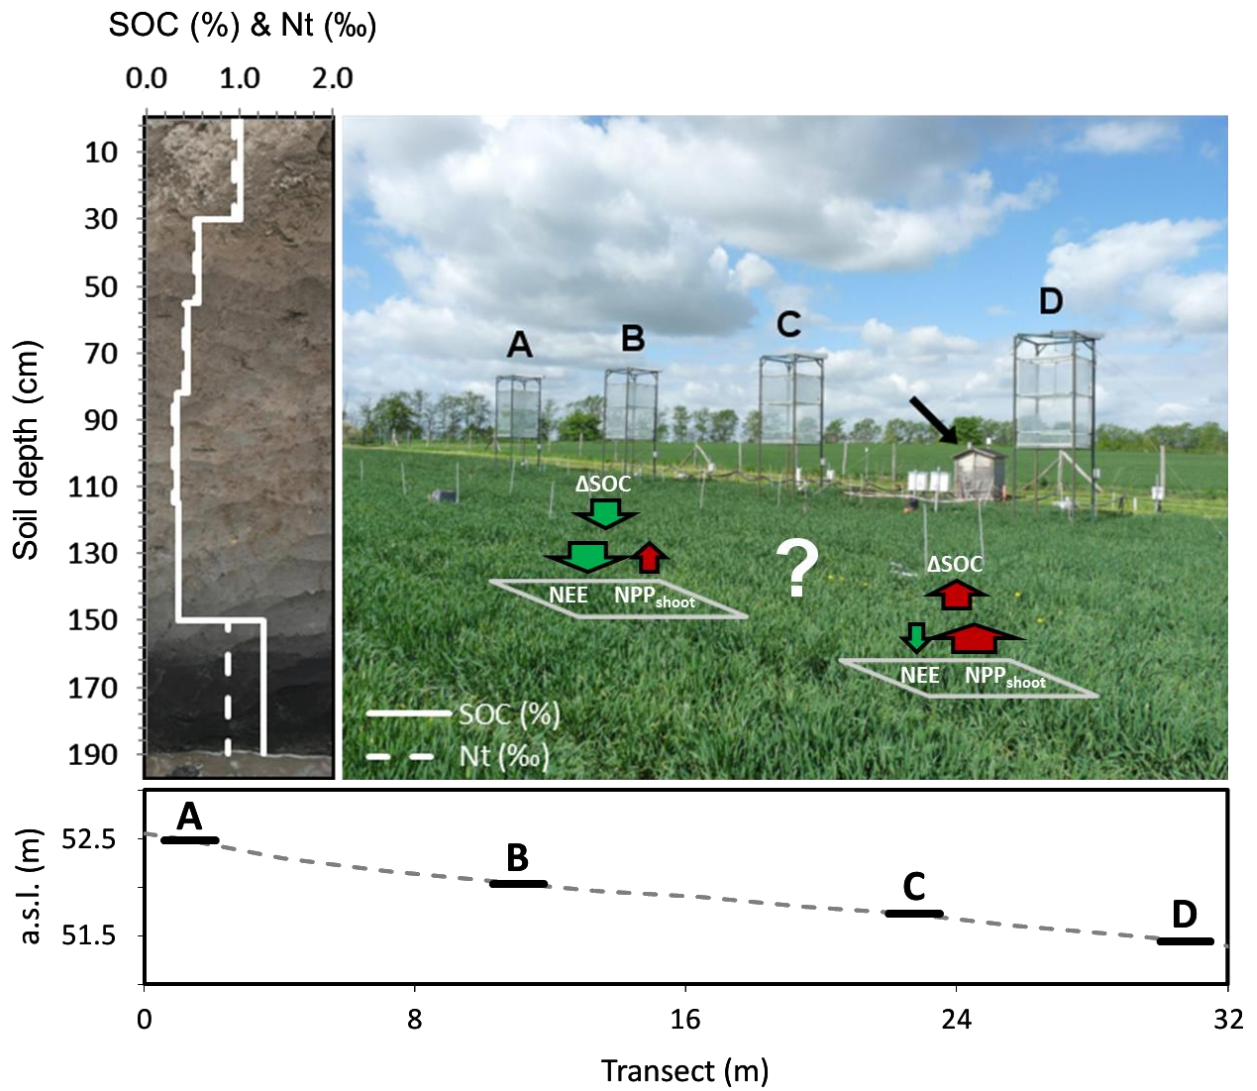 SOC (%) & Nt (‰)
0.0 1.0 2.0
10
30
50
70
90
110
130
150
170
190
Soil depth (cm)
A B C D
ΔSOC
NEE NPPshoot
?
ΔSOC
NEE NPPshoot
SOC (%)
Nt (‰)
A
B
C
D
52.5
51.5
a.s.l. (m)
0 8 16 24 32
Transect (m)